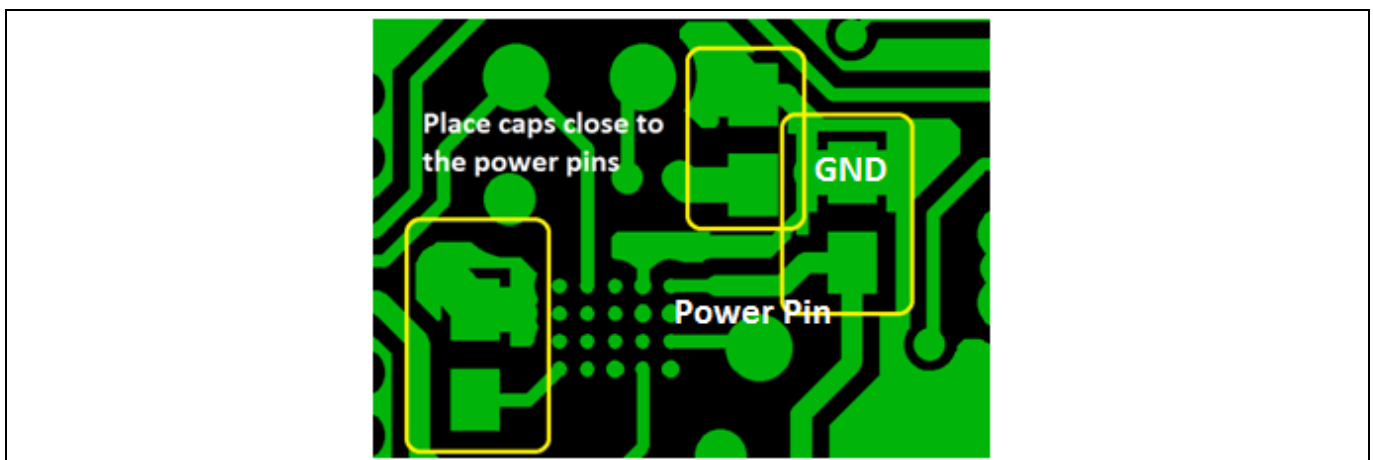 Place caps close to
the power pins
GND
Power Pin